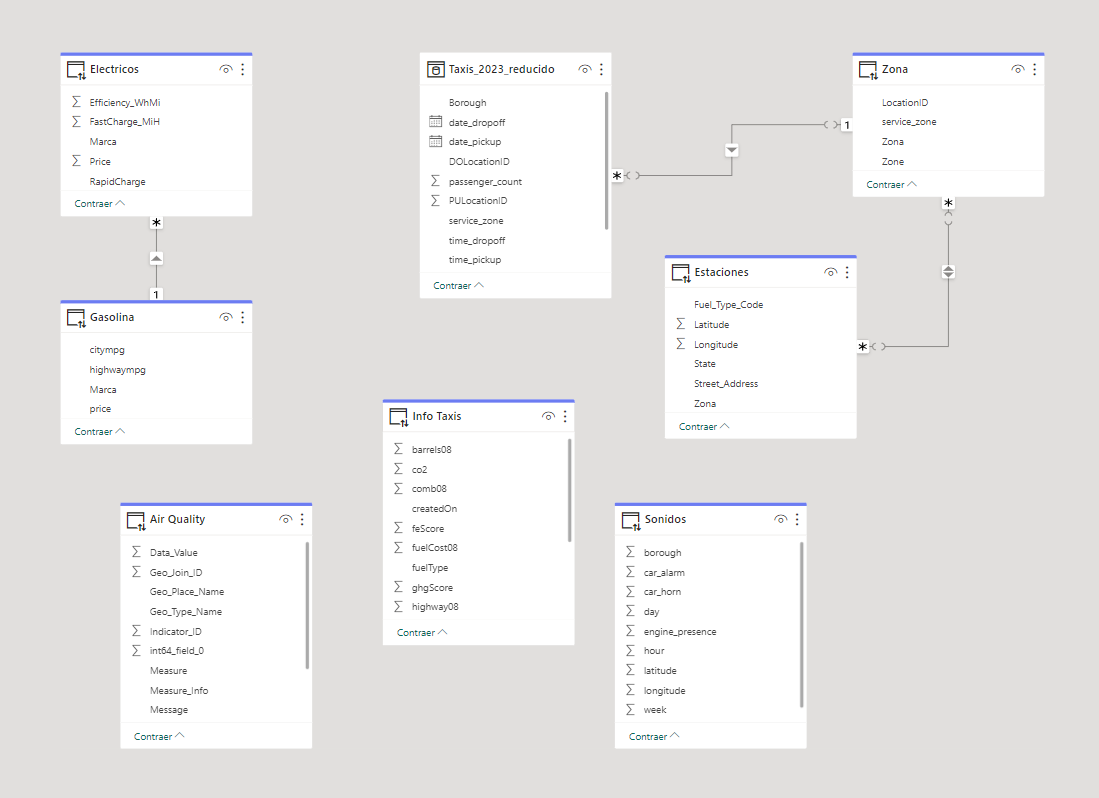 Electricos
Efficiency_WhMi
FastCharge_MiH
Marca
Price
RapidCharge
Contraer
*
1
Gasolina
citympg
highwaympg
Marca
price
Contraer
Taxis_2023_reducido
Borough
date_dropoff
date_pickup
DOLocationID
passenger_count
PULocationID
service_zone
time_dropoff
time_pickup
Contraer
*
1
Zona
LocationID
service_zone
Zona
Zone
Contraer
*
Estaciones
Fuel_Type_Code
Latitude
Longitude
State
Street_Address
Zona
Contraer
*
Info Taxis
barrels08
co2
comb08
createdOn
feScore
fuelCost08
fuelType
ghgScore
highway08
Contraer
Air Quality
Data_Value
Geo_Join_ID
Geo_Place_Name
Geo_Type_Name
Indicator_ID
int64_field_0
Measure
Measure_Info
Message
Contraer
Sonidos
borough
car_alarm
car_horn
day
engine_presence
hour
latitude
longitude
week
Contraer